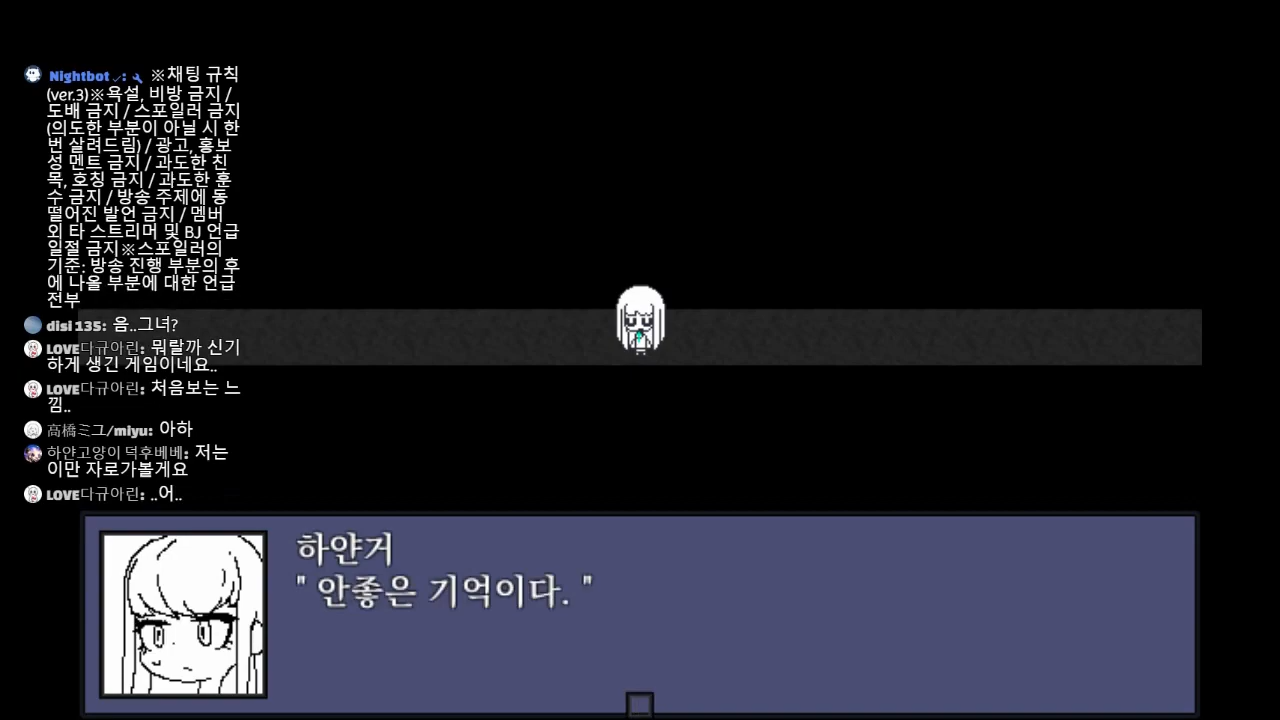 Nightbot : ※채팅 규칙
(ver.3)※욕설, 비방 금지 /
도배 금지 / 스포일러 금지
(의도한 부분이 아닐 시 한
번 살려드림) / 광고, 홍보
성 멘트 금지 / 과도한 친
목, 호칭 금지 / 과도한 훈
수 금지 / 방송 주제에 동
떨어진 발언 금지 / 멤버
외 타 스트리머 및 BJ 언급
일절 금지※스포일러의
기준: 방송 진행 부분의 후
에 나올 부분에 대한 언급
전부
disi 135: 음..그녀?
LOVE다규아린: 뭐랄까 신기
하게 생긴 게임이네요..
LOVE다규아린: 처음보는 느
낌..
高橋ミユ/miyu: 아하
하얀고양이 덕후베베: 저는
이만 자로가볼게요
LOVE다규아린: ..어..
하얀거
" 안좋은 기억이다. "